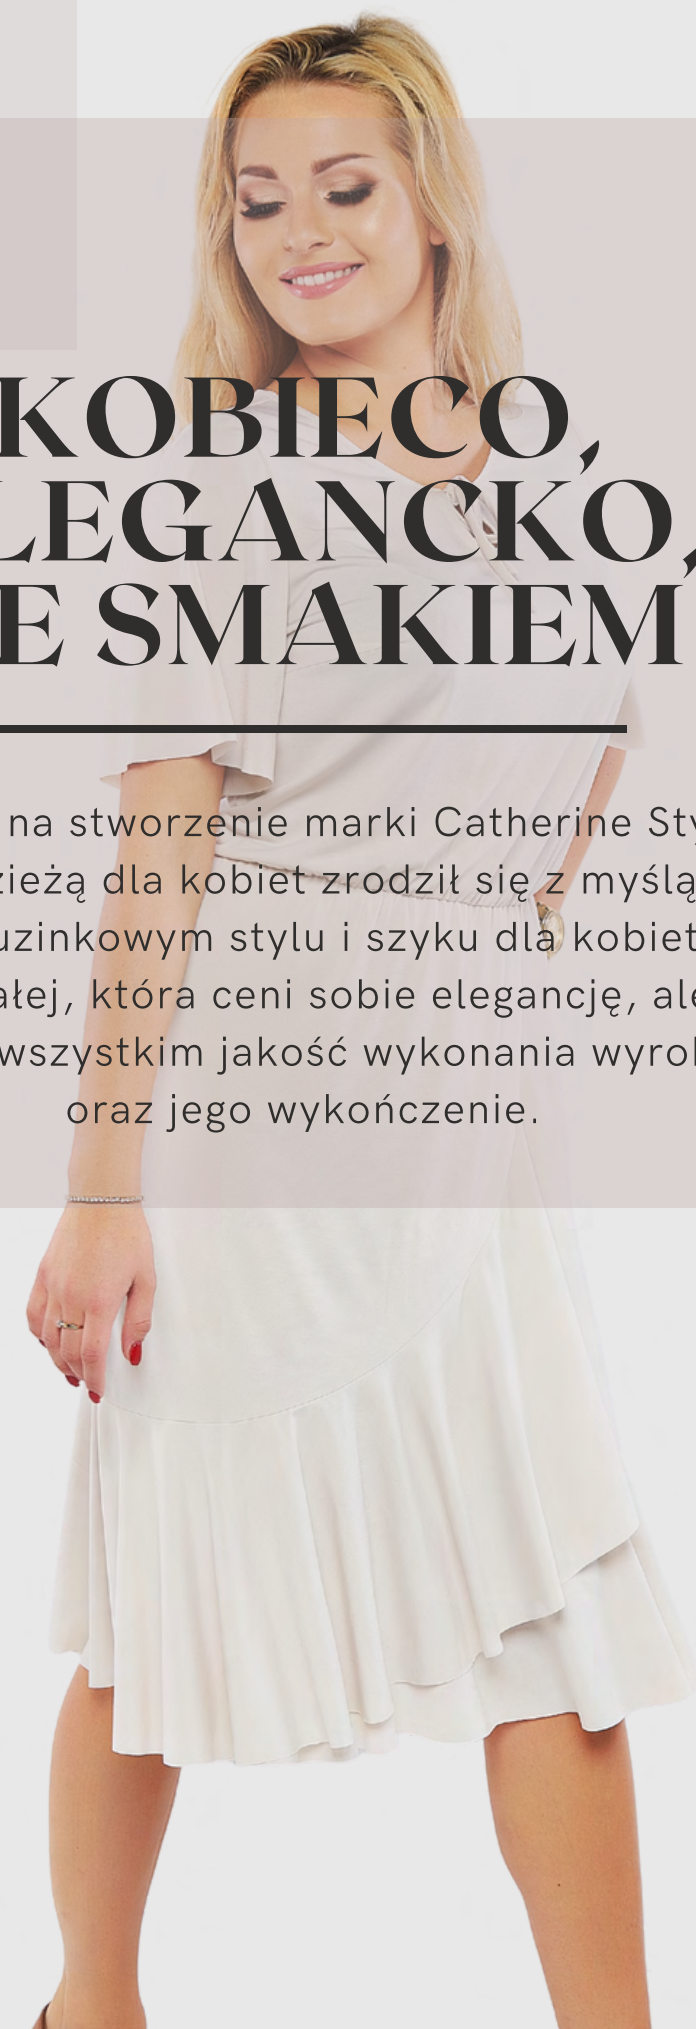 KOBIECO,
LEGANCKO,
E SMAKIEM
na stworzenie marki Catherine Sty
zieżą dla kobiet zrodził się z myślą
uzinkowym stylu i szyku dla kobiet
ałej, która ceni sobie elegancję, ale
wszystkim jakość wykonania wyrob
oraz jego wykończenie.